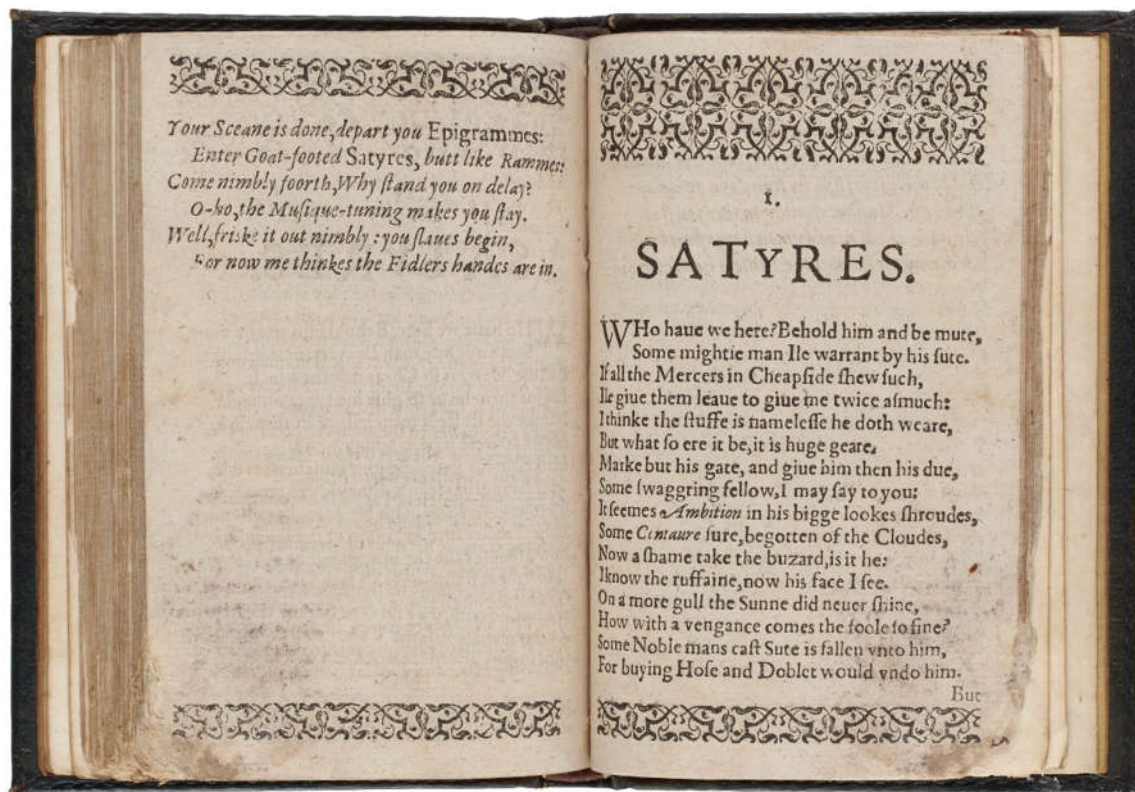 Your Sceane is done, depart you Epigrammes:
Enter Goat-footed Satyres, butt like Rammes:
Come nimbly foorth, Why ſtand you on delay?
O-ho, the Muſique-tuning makes you ſtay.
Well, friske it out nimbly: you ſlaues begin,
For now me thinkes the Fidlers handes are in.
1.
SATYRES.
WHo haue we here? Behold him and be mute,
Some mightie man Ile warrant by his ſute.
If all the Mercers in Cheapſide ſhew ſuch,
Ile giue them leaue to giue me twice aſmuch:
I thinke the ſtuffe is nameleſſe he doth weare,
But what ſo ere it be, it is huge geare.
Marke but his gate, and giue him then his due,
Some ſwaggring fellow, I may ſay to you:
It ſeemes Ambition in his bigge lookes ſhroudes,
Some Centaure ſure, begotten of the Cloudes,
Now a ſhame take the buzard, is it he:
I know the ruffaine, now his face I ſee.
On a more gull the Sunne did neuer ſhine,
How with a vengance comes the foole ſo fine?
Some Noble mans caſt Sute is fallen vnto him,
For buying Hoſe and Doblet would vndo him.
But